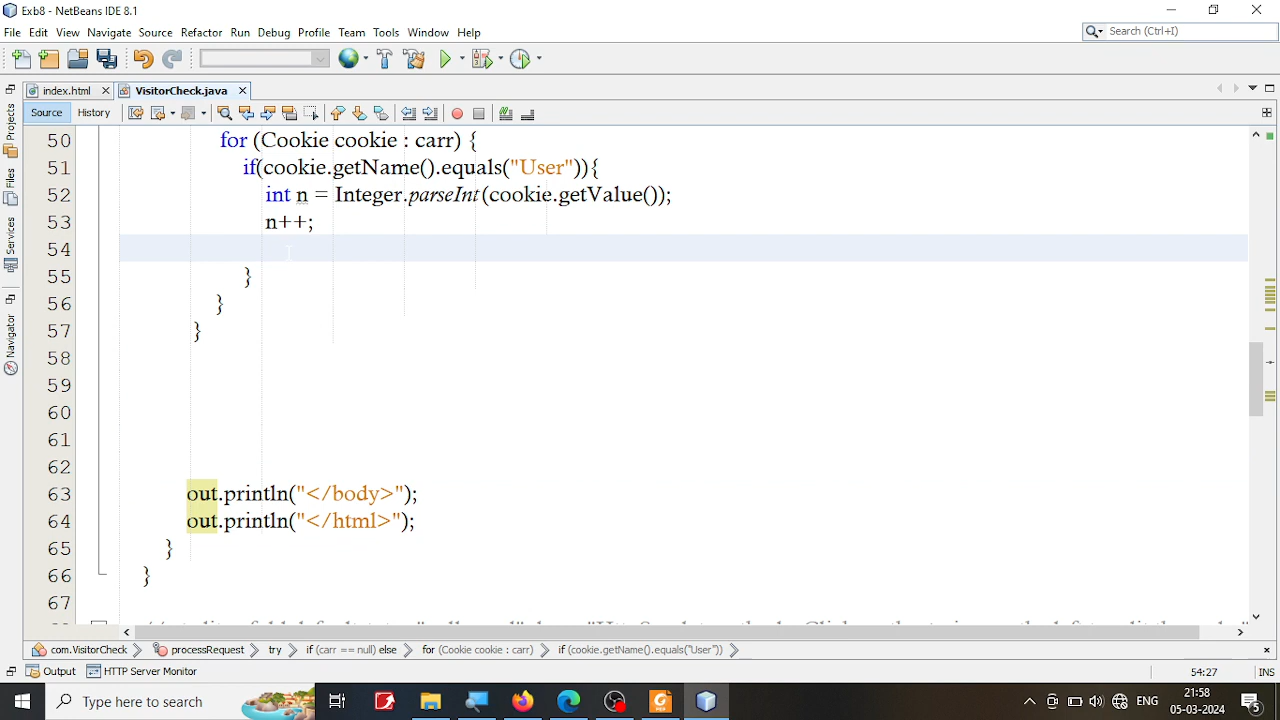 Exb8 - NetBeans IDE 8.1
File Edit View Navigate Source Refactor Run Debug Profile Team Tools Window Help
Search (Ctrl+I)
index.html VisitorCheck.java
Source History
Projects
Files
Services
Navigator
50 for (Cookie cookie : carr) {
51 if(cookie.getName().equals("User")){
52 int n = Integer.parseInt(cookie.getValue());
53 n++;
54
55 }
56 }
57 }
58
59
60
61
62
63 out.println("</body>");
64 out.println("</html>");
65 }
66 }
67
com.VisitorCheck processRequest try if (carr == null) else for (Cookie cookie : carr) if (cookie.getName().equals("User"))
Output HTTP Server Monitor 54:27 INS
Type here to search ENG 21:58
05-03-2024 5